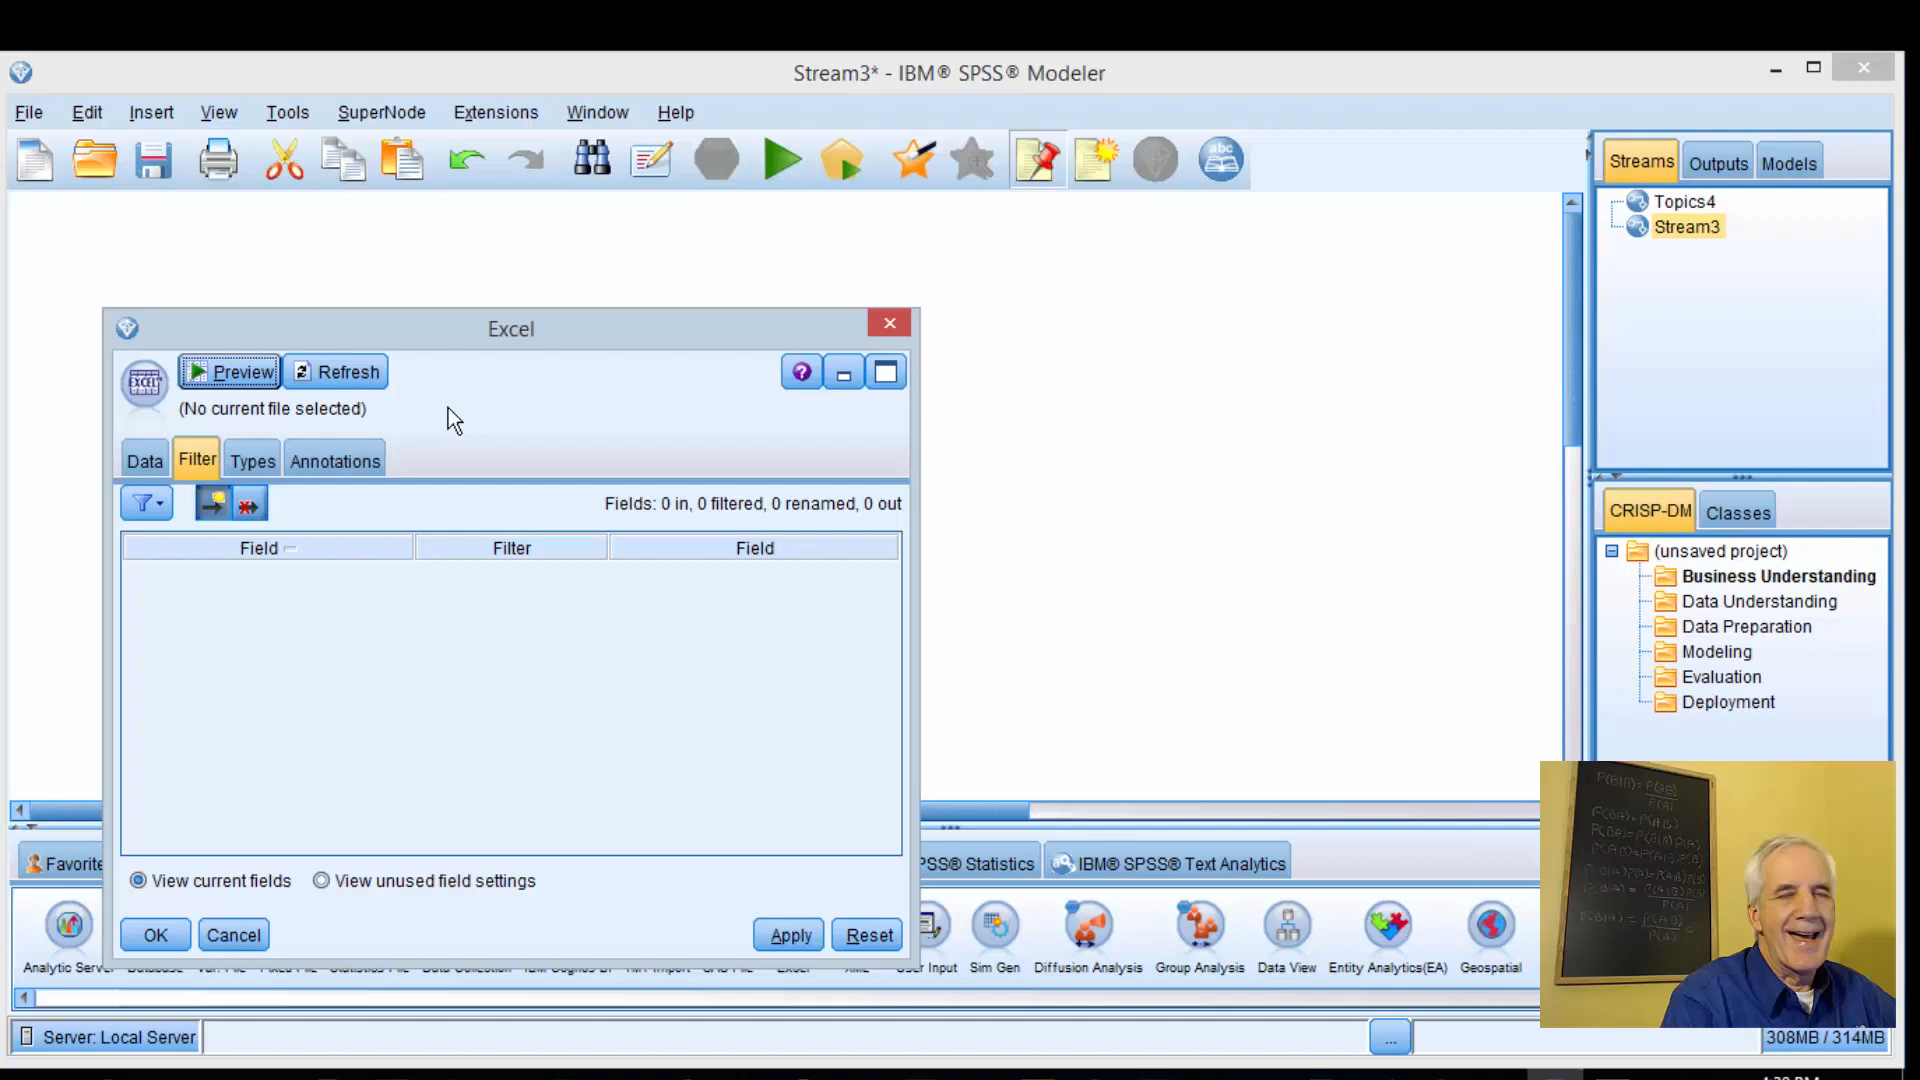 Stream3* - IBM® SPSS® Modeler
File Edit Insert View Tools SuperNode Extensions Window Help
abc
Streams Outputs Models
Topics4
Stream3
Excel
EXCEL
Preview Refresh
(No current file selected)
Data Filter Types Annotations
Fields: 0 in, 0 filtered, 0 renamed, 0 out
Field Filter Field
View current fields View unused field settings
OK Cancel Apply Reset
CRISP-DM Classes
(unsaved project)
Business Understanding
Data Understanding
Data Preparation
Modeling
Evaluation
Deployment
Favorite
PSS® Statistics IBM® SPSS® Text Analytics
Analytic Serv
Input Sim Gen Diffusion Analysis Group Analysis Data View Entity Analytics(EA) Geospatial
Server: Local Server ... 308MB / 314MB